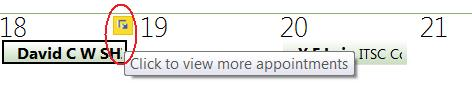 18 19 20 21
David C W SH ITSC Co
Click to view more appointments